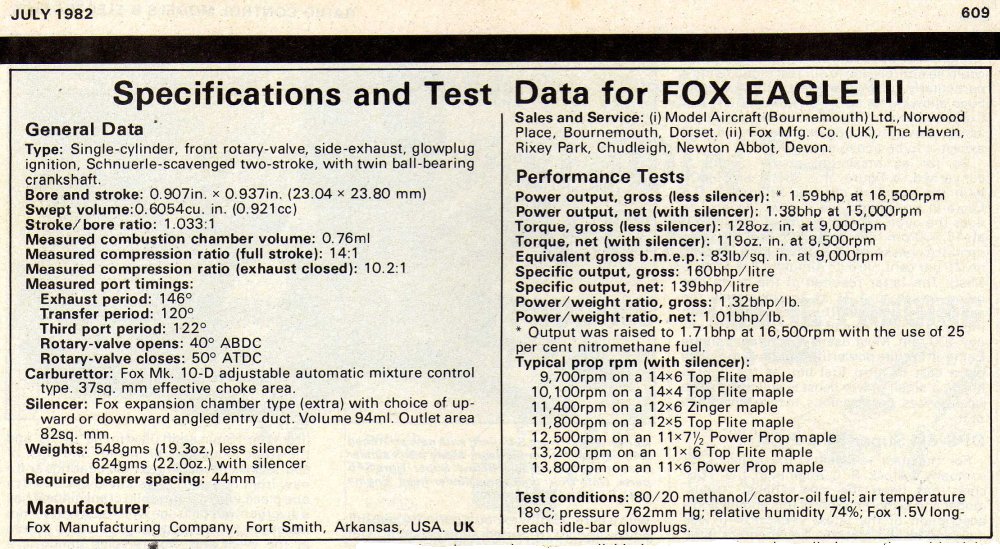 JULY 1982
609
Specifications and Test Data for FOX EAGLE III
General Data
Type: Single-cylinder, front rotary-valve, side-exhaust, glowplug
ignition, Schnuerle-scavenged two-stroke, with twin ball-bearing
crankshaft.
Bore and stroke: 0.907in. × 0.937in. (23.04 × 23.80 mm)
Swept volume:0.6054cu. in. (0.921cc)
Stroke/bore ratio: 1.033:1
Measured combustion chamber volume: 0.76ml
Measured compression ratio (full stroke): 14:1
Measured compression ratio (exhaust closed): 10.2:1
Measured port timings:
Exhaust period: 146°
Transfer period: 120°
Third port period: 122°
Rotary-valve opens: 40° ABDC
Rotary-valve closes: 50° ATDC
Carburettor: Fox Mk. 10-D adjustable automatic mixture control
type. 37sq. mm effective choke area.
Silencer: Fox expansion chamber type (extra) with choice of up-
ward or downward angled entry duct. Volume 94ml. Outlet area
82sq. mm.
Weights: 548gms (19.3oz.) less silencer
624gms (22.0oz.) with silencer
Required bearer spacing: 44mm
Manufacturer
Fox Manufacturing Company, Fort Smith, Arkansas, USA. UK
Sales and Service: (i) Model Aircraft (Bournemouth) Ltd., Norwood
Place, Bournemouth, Dorset. (ii) Fox Mfg. Co. (UK), The Haven,
Rixey Park, Chudleigh, Newton Abbot, Devon.
Performance Tests
Power output, gross (less silencer): * 1.59bhp at 16,500rpm
Power output, net (with silencer): 1.38bhp at 15,000rpm
Torque, gross (less silencer): 128oz. in. at 9,000rpm
Torque, net (with silencer): 119oz. in. at 8,500rpm
Equivalent gross b.m.e.p.: 83lb/sq. in. at 9,000rpm
Specific output, gross: 160bhp/litre
Specific output, net: 139bhp/litre
Power/weight ratio, gross: 1.32bhp/lb.
Power/weight ratio, net: 1.01bhp/lb.
* Output was raised to 1.71bhp at 16,500rpm with the use of 25
per cent nitromethane fuel.
Typical prop rpm (with silencer):
9,700rpm on a 14×6 Top Flite maple
10,100rpm on a 14×4 Top Flite maple
11,400rpm on a 12×6 Zinger maple
11,800rpm on a 12×5 Top Flite maple
12,500rpm on an 11×7½ Power Prop maple
13,200 rpm on an 11× 6 Top Flite maple
13,800rpm on an 11×6 Power Prop maple
Test conditions: 80/20 methanol/castor-oil fuel; air temperature
18°C; pressure 762mm Hg; relative humidity 74%; Fox 1.5V long-
reach idle-bar glowplugs.